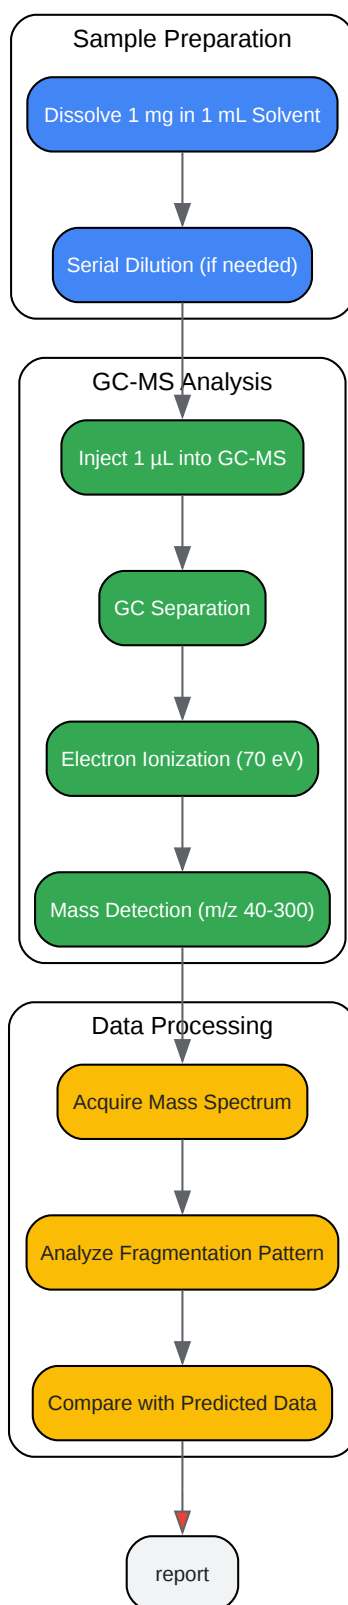 Sample Preparation
Dissolve 1 mg in 1 mL Solvent
Serial Dilution (if needed)
GC-MS Analysis
Inject 1 µL into GC-MS
GC Separation
Electron Ionization (70 eV)
Mass Detection (m/z 40-300)
Data Processing
Acquire Mass Spectrum
Analyze Fragmentation Pattern
Compare with Predicted Data
report